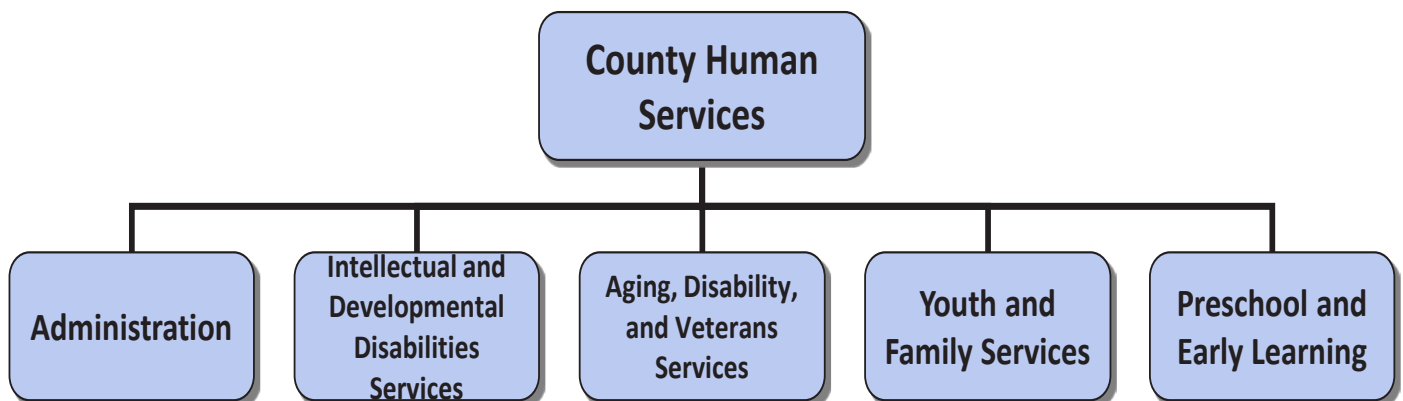 County Human
Services
Administration
Intellectual and
Developmental
Disabilities
Services
Aging, Disability,
and Veterans
Services
Youth and
Family Services
Preschool and
Early Learning